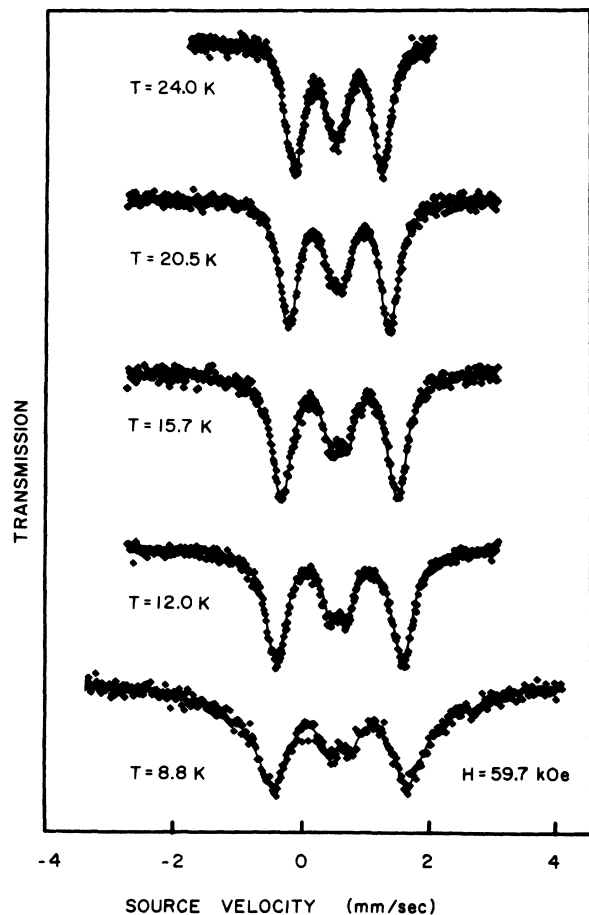 T = 24.0 K
T = 20.5 K
T = 15.7 K
T = 12.0 K
T = 8.8 K
H = 59.7 kOe
TRANSMISSION
-4 -2 0 2 4
SOURCE VELOCITY (mm/sec)